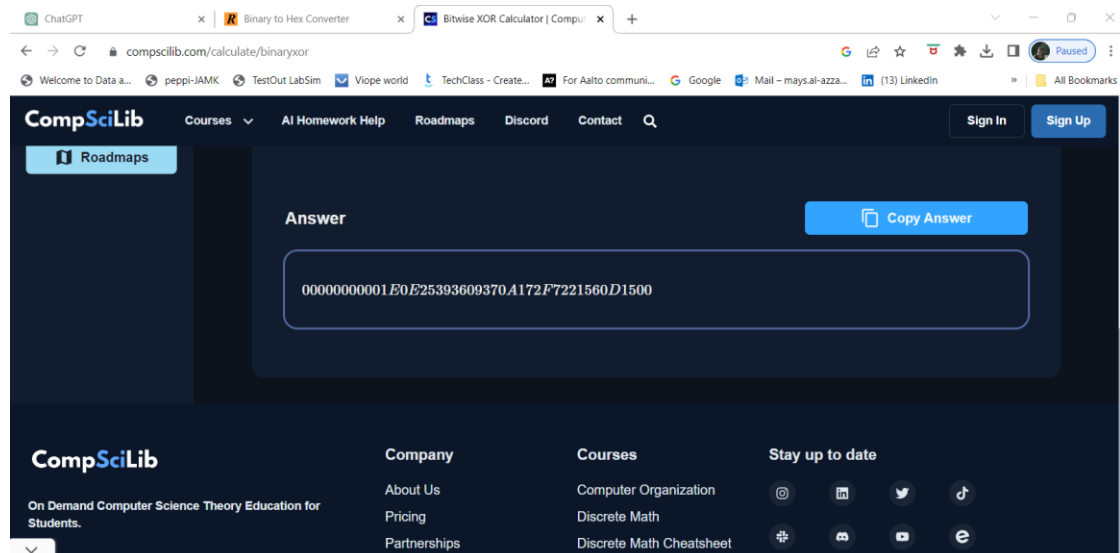 ChatGPT Binary to Hex Converter Bitwise XOR Calculator | Compu
compscilib.com/calculate/binaryxor Paused
Welcome to Data a... peppi-JAMK TestOut LabSim Viope world TechClass - Create... For Aalto communi... Google Mail – mays.al-azza... (13) LinkedIn » All Bookmarks
CompSciLib Courses AI Homework Help Roadmaps Discord Contact Sign In Sign Up
Roadmaps
Answer Copy Answer
00000000001E0E25393609370A172F7221560D1500
CompSciLib Company Courses Stay up to date
On Demand Computer Science Theory Education for
Students.
About Us Computer Organization
Pricing Discrete Math
Partnerships Discrete Math Cheatsheet